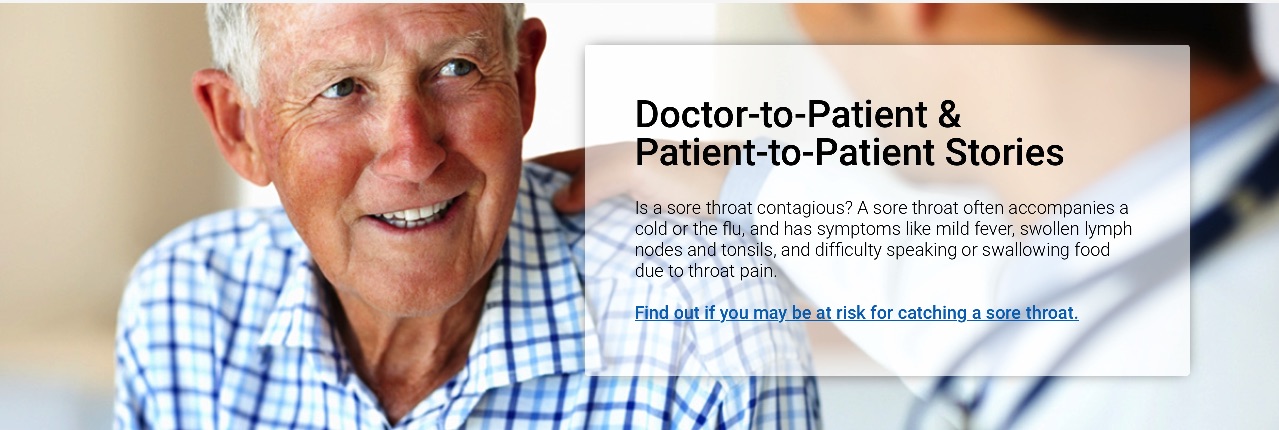 Doctor-to-Patient &
Patient-to-Patient Stories
Is a sore throat contagious? A sore throat often accompanies a
cold or the flu, and has symptoms like mild fever, swollen lymph
nodes and tonsils, and difficulty speaking or swallowing food
due to throat pain.
Find out if you may be at risk for catching a sore throat.